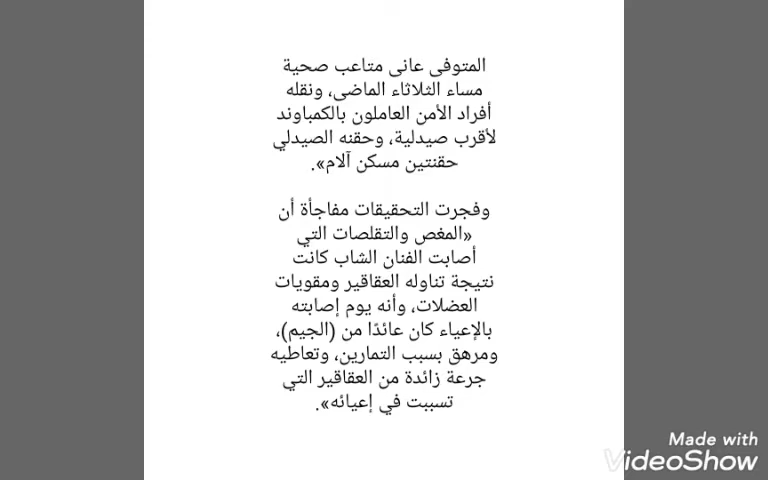 المتوفى عانى متاعب صحية
مساء الثلاثاء الماضى، ونقله
أفراد الأمن العاملون بالكمباوند
لأقرب صيدلية، وحقنه الصيدلي
حقنتين مسكن آلام».
وفجرت التحقيقات مفاجأة أن
«المغص والتقلصات التي
أصابت الفنان الشاب كانت
نتيجة تناوله العقاقير ومقويات
العضلات، وأنه يوم إصابته
بالإعياء كان عائدًا من (الجيم)،
ومرهق بسبب التمارين، وتعاطيه
جرعة زائدة من العقاقير التي
تسببت في إعيائه».
Made with
VideoShow